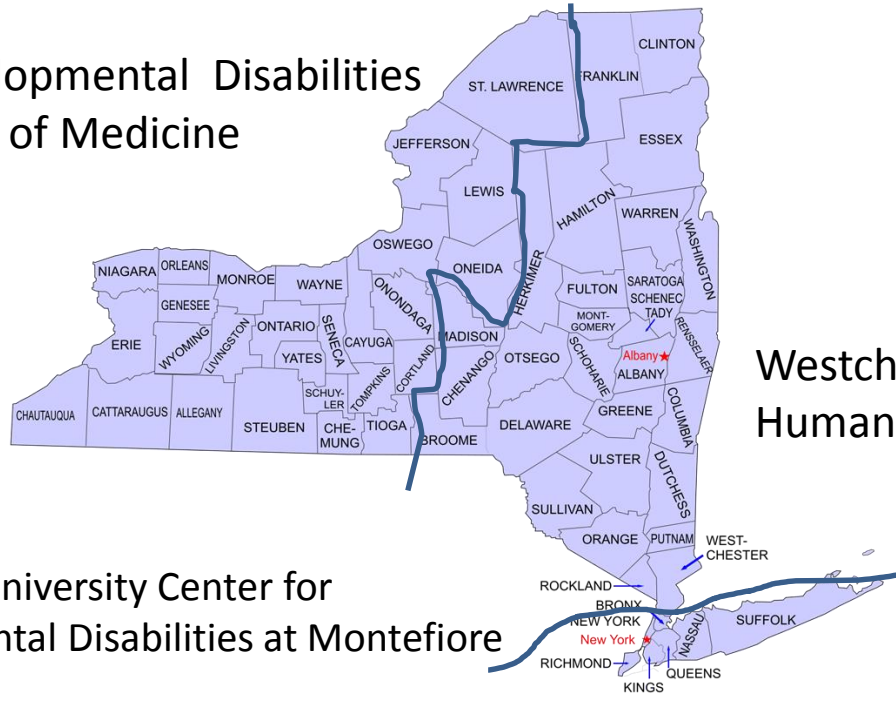 opmental Disabilities
of Medicine
CLINTON
FRANKLIN
ST. LAWRENCE
ESSEX
JEFFERSON
LEWIS
HAMILTON
WARREN
WASHINGTON
OSWEGO
ONEIDA
HERKIMER
NIAGARA
ORLEANS
MONROE
WAYNE
ONONDAGA
FULTON
SARATOGA
SCHENEC
TADY
GENESEE
MONT-
GOMERY
RENSSELAER
ERIE
WYOMING
LIVINGSTON
ONTARIO
SENECA
CAYUGA
MADISON
YATES
CORTLAND
CHENANGO
OTSEGO
SCHOHARIE
Albany
ALBANY
Westch
Human
SCHUY-
LER
TOMPKINS
CHAUTAUQUA
CATTARAUGUS
ALLEGANY
STEUBEN
CHE-
MUNG
TIOGA
BROOME
DELAWARE
GREENE
COLUMBIA
ULSTER
DUTCHESS
SULLIVAN
ORANGE
PUTNAM
WEST-
CHESTER
niversity Center for
ntal Disabilities at Montefiore
ROCKLAND
BRONX
NEW YORK
New York
NASSAU
SUFFOLK
RICHMOND
QUEENS
KINGS